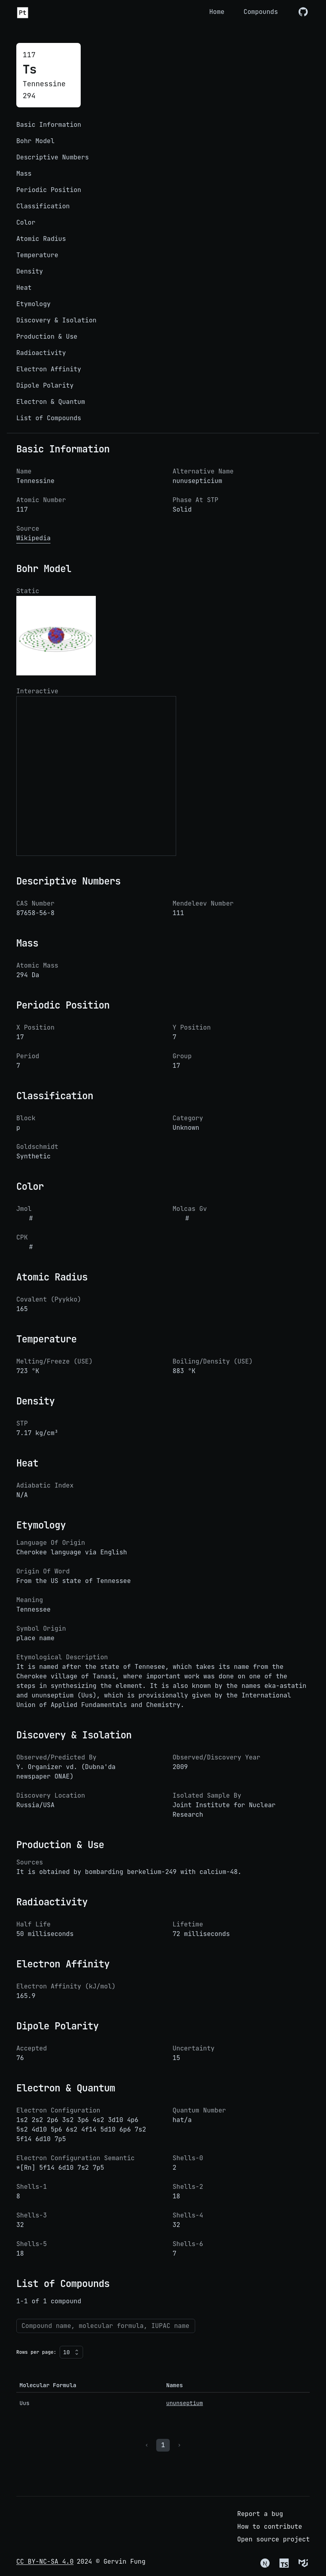 Pt
Home
Compounds
117
Ts
Tennessine
294
Basic Information
Bohr Model
Descriptive Numbers
Mass
Periodic Position
Classification
Color
Atomic Radius
Temperature
Density
Heat
Etymology
Discovery & Isolation
Production & Use
Radioactivity
Electron Affinity
Dipole Polarity
Electron & Quantum
List of Compounds
Basic Information
Name
Tennessine
Alternative Name
nunusepticium
Atomic Number
117
Phase At STP
Solid
Source
Wikipedia
Bohr Model
Static
Interactive
Descriptive Numbers
CAS Number
87658-56-8
Mendeleev Number
111
Mass
Atomic Mass
294 Da
Periodic Position
X Position
17
Y Position
7
Period
7
Group
17
Classification
Block
p
Category
Unknown
Goldschmidt
Synthetic
Color
Jmol
#
Molcas Gv
#
CPK
#
Atomic Radius
Covalent (Pyykko)
165
Temperature
Melting/Freeze (USE)
723 °K
Boiling/Density (USE)
883 °K
Density
STP
7.17 kg/cm³
Heat
Adiabatic Index
N/A
Etymology
Language Of Origin
Cherokee language via English
Origin Of Word
From the US state of Tennessee
Meaning
Tennessee
Symbol Origin
place name
Etymological Description
It is named after the state of Tennesee, which takes its name from the
Cherokee village of Tanasi, where important work was done on one of the
steps in synthesizing the element. It is also known by the names eka-astatin
and ununseptium (Uus), which is provisionally given by the International
Union of Applied Fundamentals and Chemistry.
Discovery & Isolation
Observed/Predicted By
Y. Organizer vd. (Dubna'da
newspaper ONAE)
Observed/Discovery Year
2009
Discovery Location
Russia/USA
Isolated Sample By
Joint Institute for Nuclear
Research
Production & Use
Sources
It is obtained by bombarding berkelium-249 with calcium-48.
Radioactivity
Half Life
50 milliseconds
Lifetime
72 milliseconds
Electron Affinity
Electron Affinity (kJ/mol)
165.9
Dipole Polarity
Accepted
76
Uncertainty
15
Electron & Quantum
Electron Configuration
1s2 2s2 2p6 3s2 3p6 4s2 3d10 4p6
5s2 4d10 5p6 6s2 4f14 5d10 6p6 7s2
5f14 6d10 7p5
Quantum Number
hat/a
Electron Configuration Semantic
*[Rn] 5f14 6d10 7s2 7p5
Shells-0
2
Shells-1
8
Shells-2
18
Shells-3
32
Shells-4
32
Shells-5
18
Shells-6
7
List of Compounds
1-1 of 1 compound
Compound name, molecular formula, IUPAC name
Rows per page: 10
Molecular Formula
Names
Uus
ununseptium
‹ 1 ›
Report a bug
How to contribute
Open source project
CC BY-NC-SA 4.0 2024 © Gervin Fung
N
TS